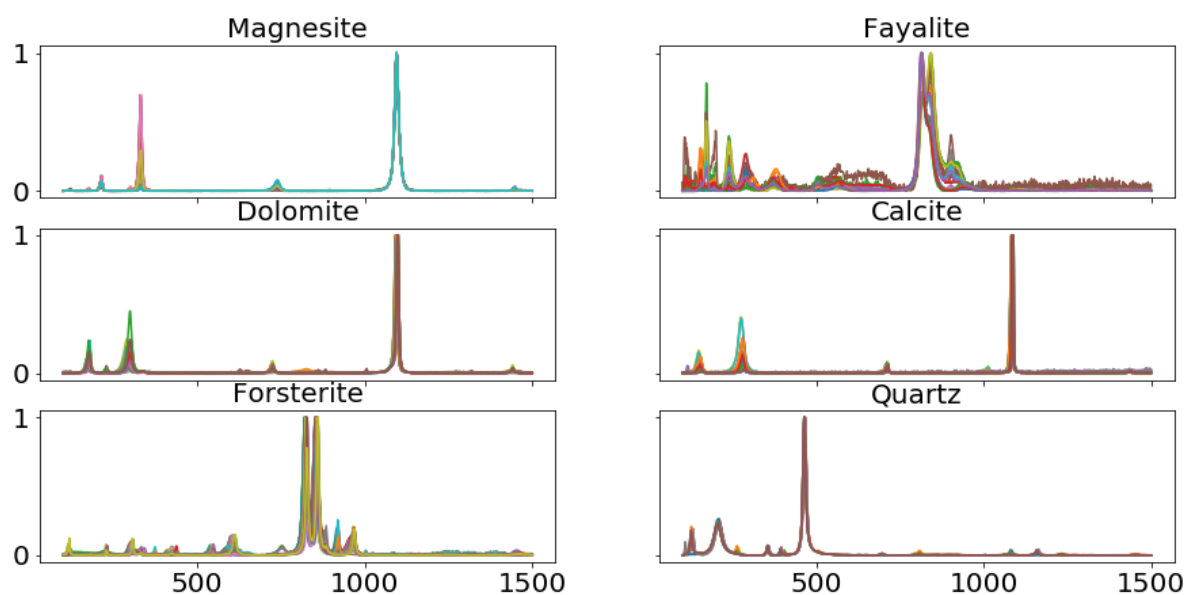 Magnesite
Fayalite
1
0
Dolomite
Calcite
1
0
Forsterite
Quartz
1
0
500 1000 1500
500 1000 1500